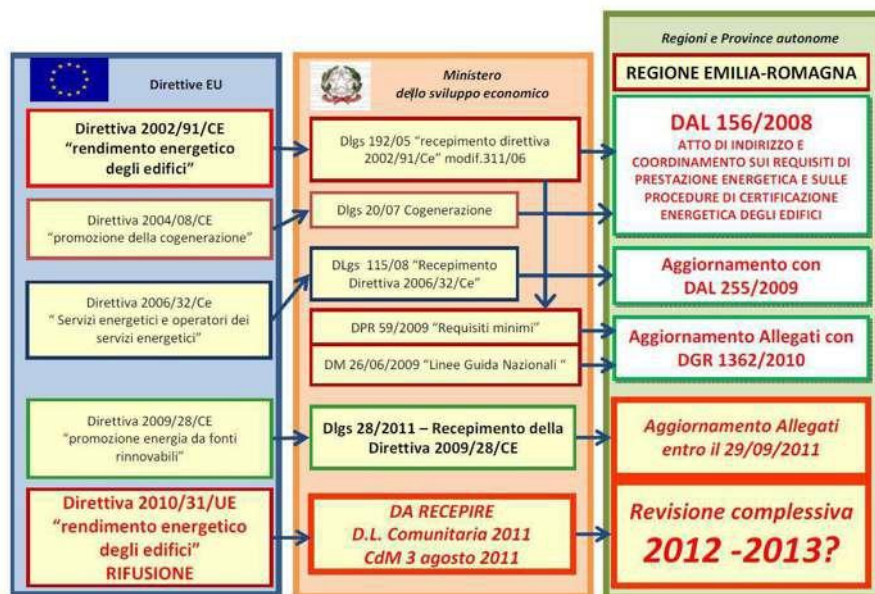 Direttive EU
Direttiva 2002/91/CE
“rendimento energetico
degli edifici”
Direttiva 2004/08/CE
“promozione della cogenerazione”
Direttiva 2006/32/Ce
“ Servizi energetici e operatori dei
servizi energetici”
Direttiva 2009/28/CE
“promozione energia da fonti
rinnovabili”
Direttiva 2010/31/UE
“rendimento energetico
degli edifici”
RIFUSIONE
Ministero
dello sviluppo economico
Dlgs 192/05 “recepimento direttiva
2002/91/Ce” modif.311/06
Dlgs 20/07 Cogenerazione
DLgs 115/08 “Recepimento
Direttiva 2006/32/Ce”
DPR 59/2009 “Requisiti minimi”
DM 26/06/2009 “Linee Guida Nazionali “
Dlgs 28/2011 – Recepimento della
Direttiva 2009/28/CE
DA RECEPIRE
D.L. Comunitaria 2011
CdM 3 agosto 2011
Regioni e Province autonome
REGIONE EMILIA-ROMAGNA
DAL 156/2008
ATTO DI INDIRIZZO E
COORDINAMENTO SUI REQUISITI DI
PRESTAZIONE ENERGETICA E SULLE
PROCEDURE DI CERTIFICAZIONE
ENERGETICA DEGLI EDIFICI
Aggiornamento con
DAL 255/2009
Aggiornamento Allegati con
DGR 1362/2010
Aggiornamento Allegati
entro il 29/09/2011
Revisione complessiva
2012 -2013?